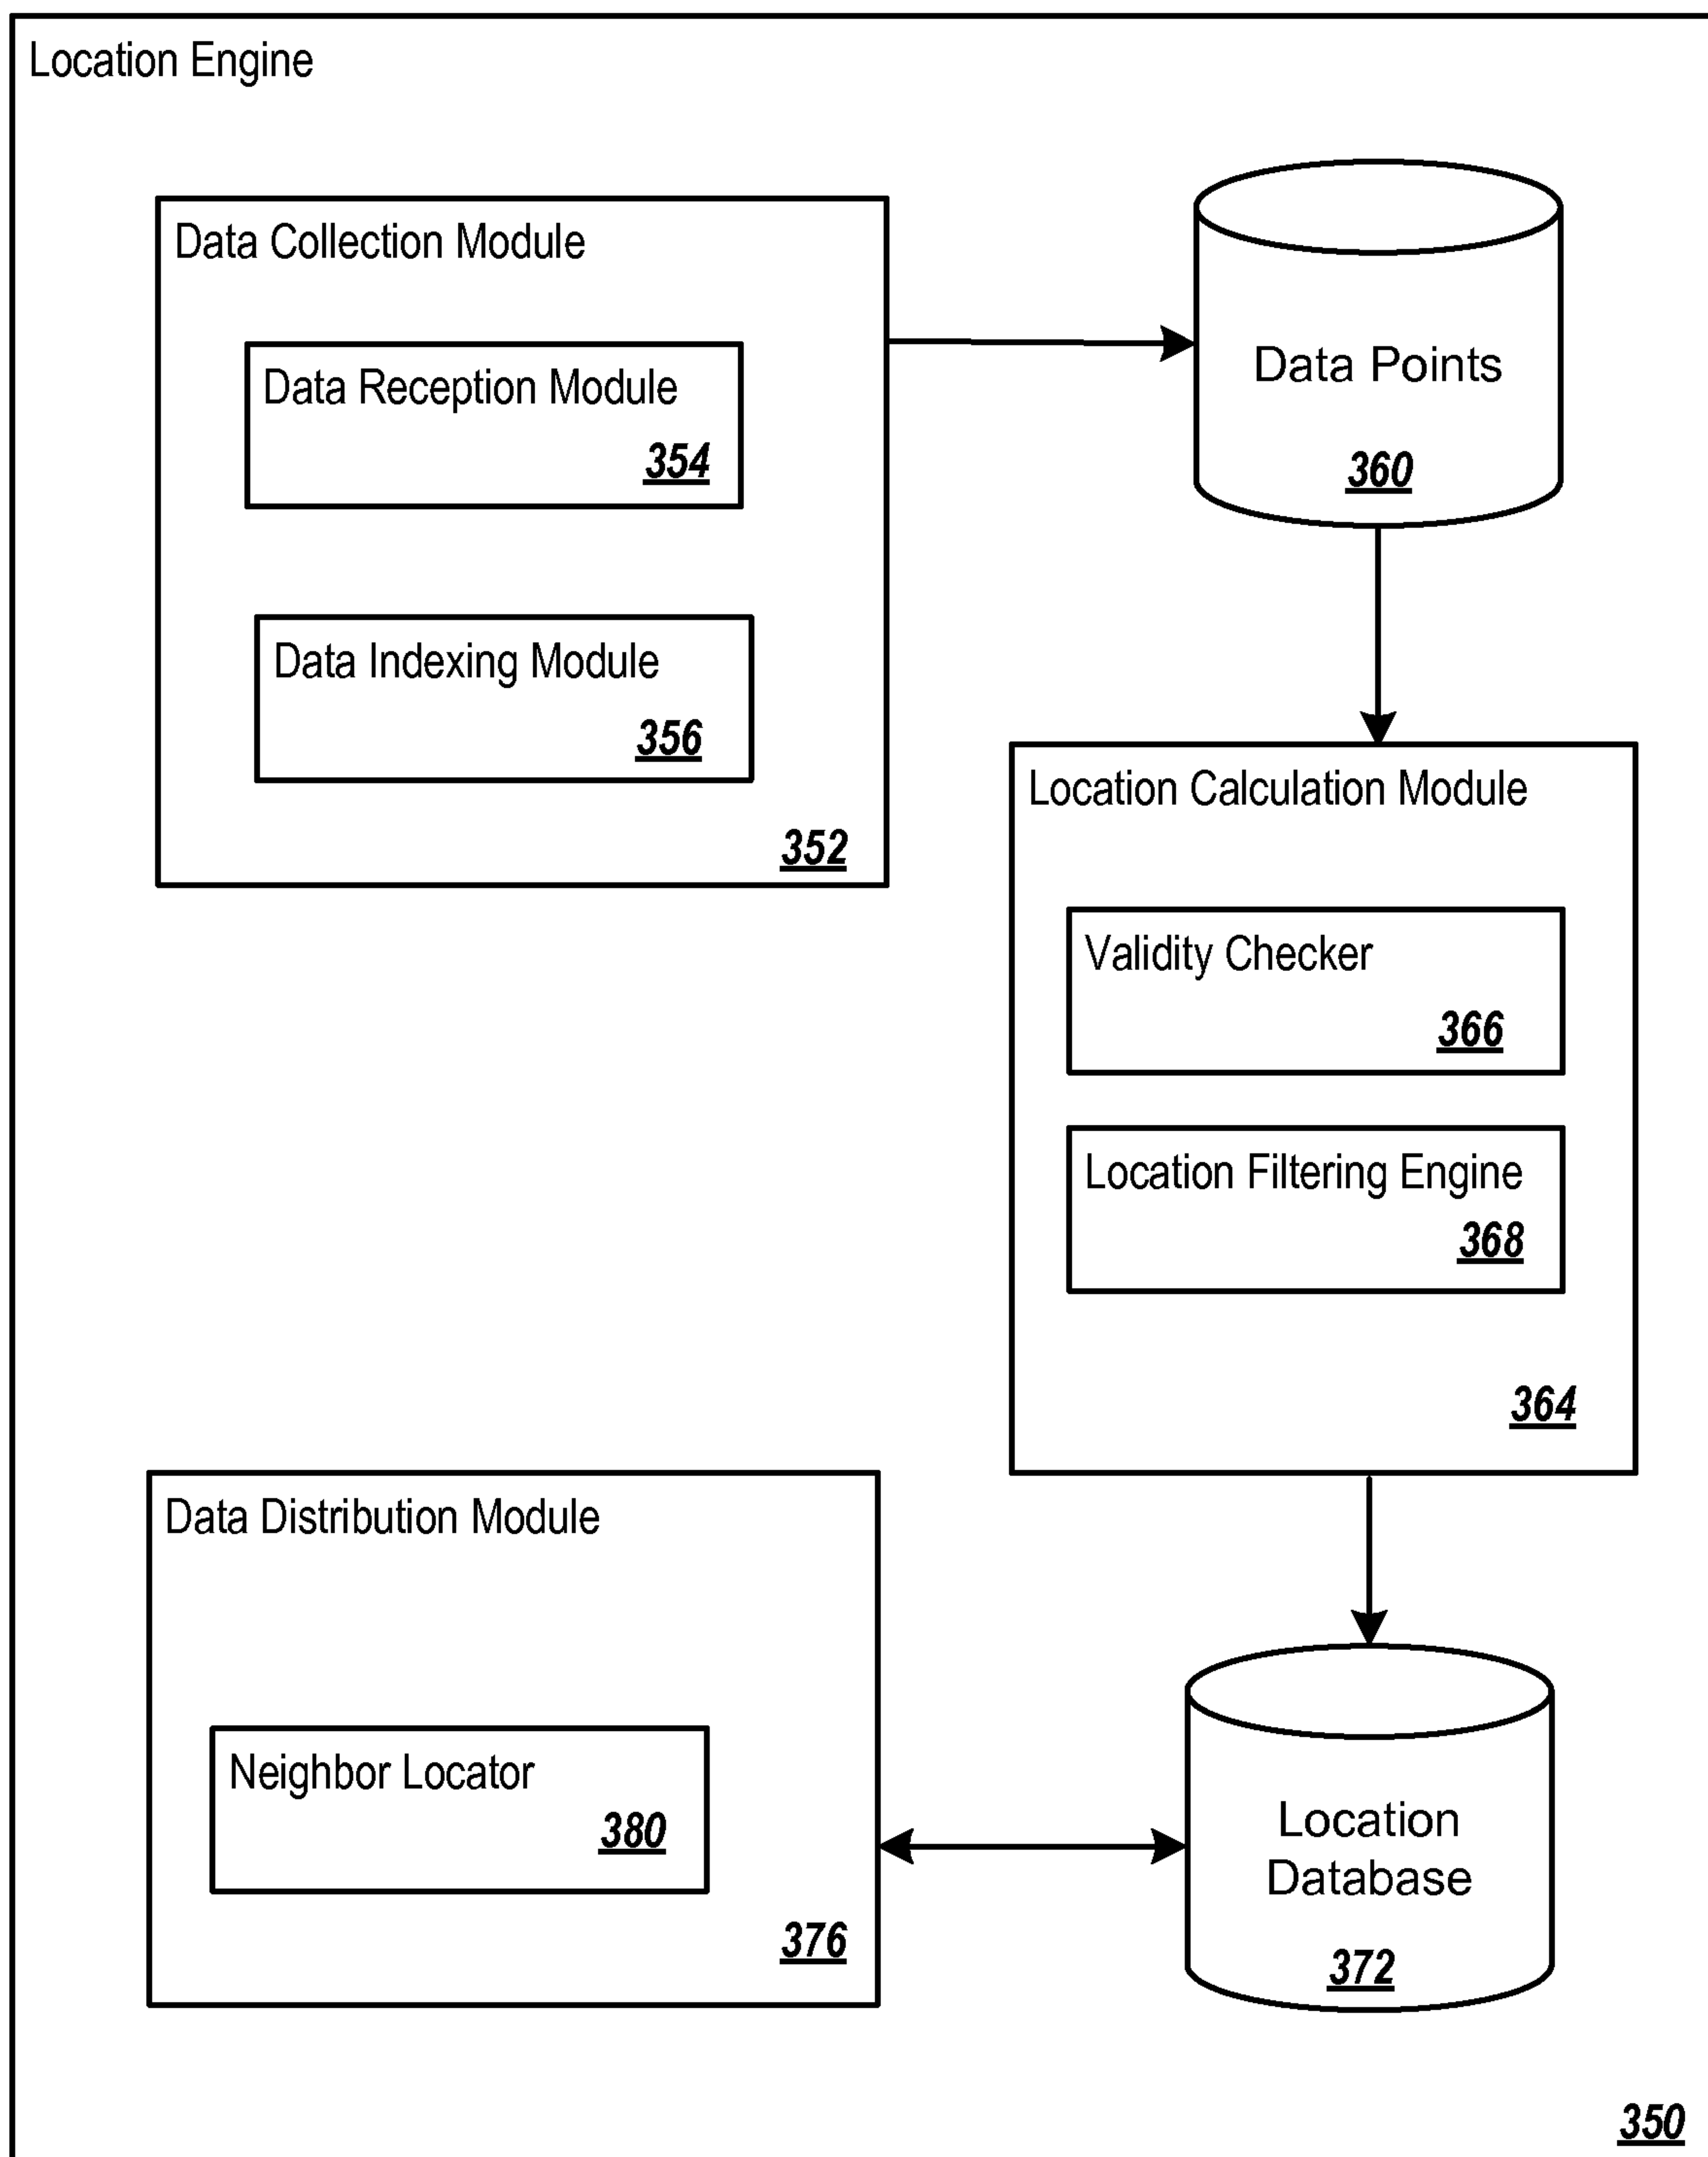 Location Engine
Data Collection Module
Data Reception Module
354
Data Indexing Module
356
352
Data Points
360
Location Calculation Module
Validity Checker
366
Location Filtering Engine
368
364
Data Distribution Module
Neighbor Locator
380
376
Location
Database
372
350